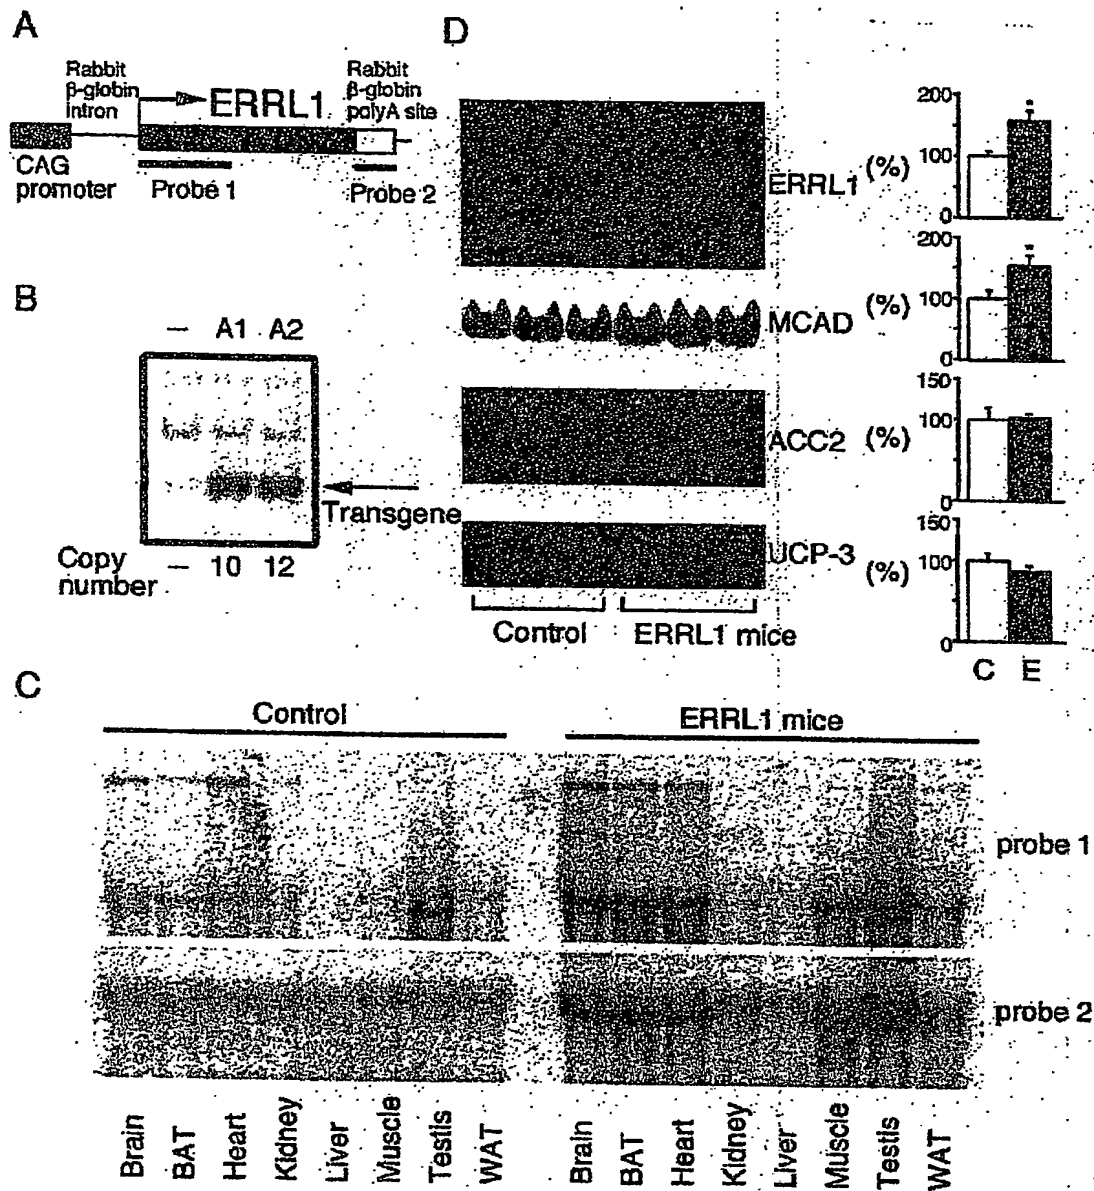 A
Rabbit
β-globin
intron
ERRL1
Rabbit
β-globin
polyA site
CAG
promoter
Probe 1
Probe 2
B
– A1 A2
Transgene
Copy
number – 10 12
D
ERRL1
(%)
200
100
0
*
MCAD
(%)
200
100
0
*
ACC2
(%)
150
100
0
UCP-3
(%)
150
100
0
Control ERRL1 mice
C E
C
Control ERRL1 mice
probe 1
probe 2
Brain BAT Heart Kidney Liver Muscle Testis WAT Brain BAT Heart Kidney Liver Muscle Testis WAT